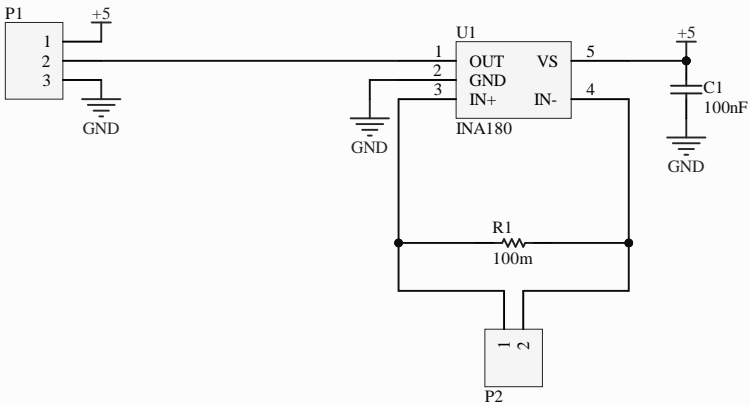 P1
+5
1
2
3
GND
U1
1
2
3
OUT
GND
IN+
VS
IN-
5
4
INA180
GND
+5
C1
100nF
GND
R1
100m
1
2
P2